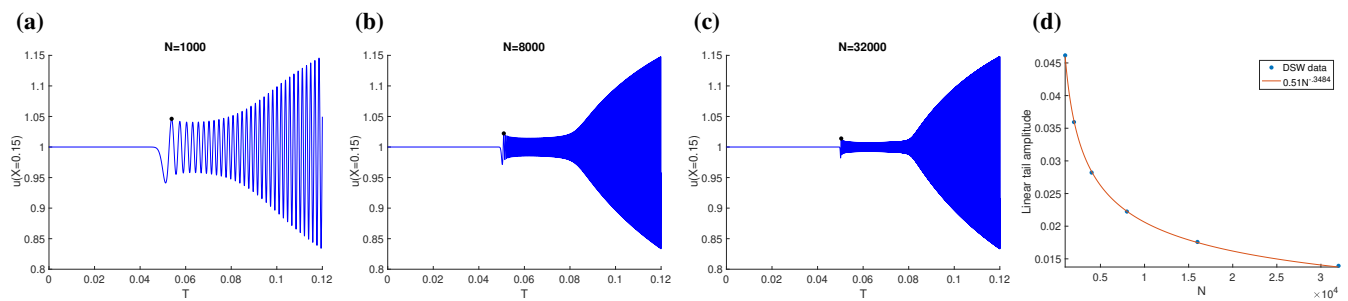 (a)
N=1000
1.15
1.1
1.05
1
0.95
0.9
0.85
0.8
u(X=0.15)
0 0.02 0.04 0.06 0.08 0.1 0.12
T
(b)
N=8000
1.15
1.1
1.05
1
0.95
0.9
0.85
0.8
u(X=0.15)
0 0.02 0.04 0.06 0.08 0.1 0.12
T
(c)
N=32000
1.15
1.1
1.05
1
0.95
0.9
0.85
0.8
u(X=0.15)
0 0.02 0.04 0.06 0.08 0.1 0.12
T
(d)
DSW data
0.51N^-.3484
0.045
0.04
0.035
0.03
0.025
0.02
0.015
Linear tail amplitude
0.5 1 1.5 2 2.5 3
×10^4
N